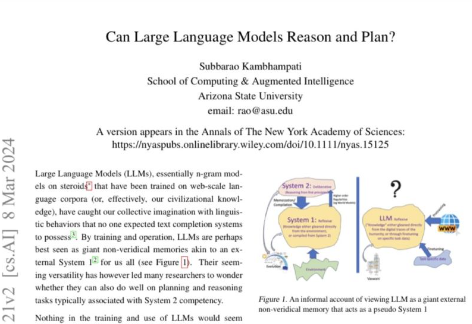 Can Large Language Models Reason and Plan?
Subbarao Kambhampati
School of Computing & Augmented Intelligence
Arizona State University
email: rao@asu.edu
A version appears in the Annals of The New York Academy of Sciences:
https://nyaspubs.onlinelibrary.wiley.com/doi/10.1111/nyas.15125
21v2 [cs.AI] 8 Mar 2024
Large Language Models (LLMs), essentially n-gram mod-
els on steroids that have been trained on web-scale lan-
guage corpora (or, effectively, our civilizational knowl-
edge), have caught our collective imagination with linguis-
tic behaviors that no one expected text completion systems
to possess. By training and operation, LLMs are perhaps
best seen as giant non-veridical memories akin to an ex-
ternal System 1 for us all (see Figure 1). Their seem-
ing versatility has however led many researchers to wonder
whether they can also do well on planning and reasoning
tasks typically associated with System 2 competency.
Nothing in the training and use of LLMs would seem
System 2:
System 1:
?
LLM
WWW
Figure 1. An informal account of viewing LLM as a giant external
non-veridical memory that acts as a pseudo System 1